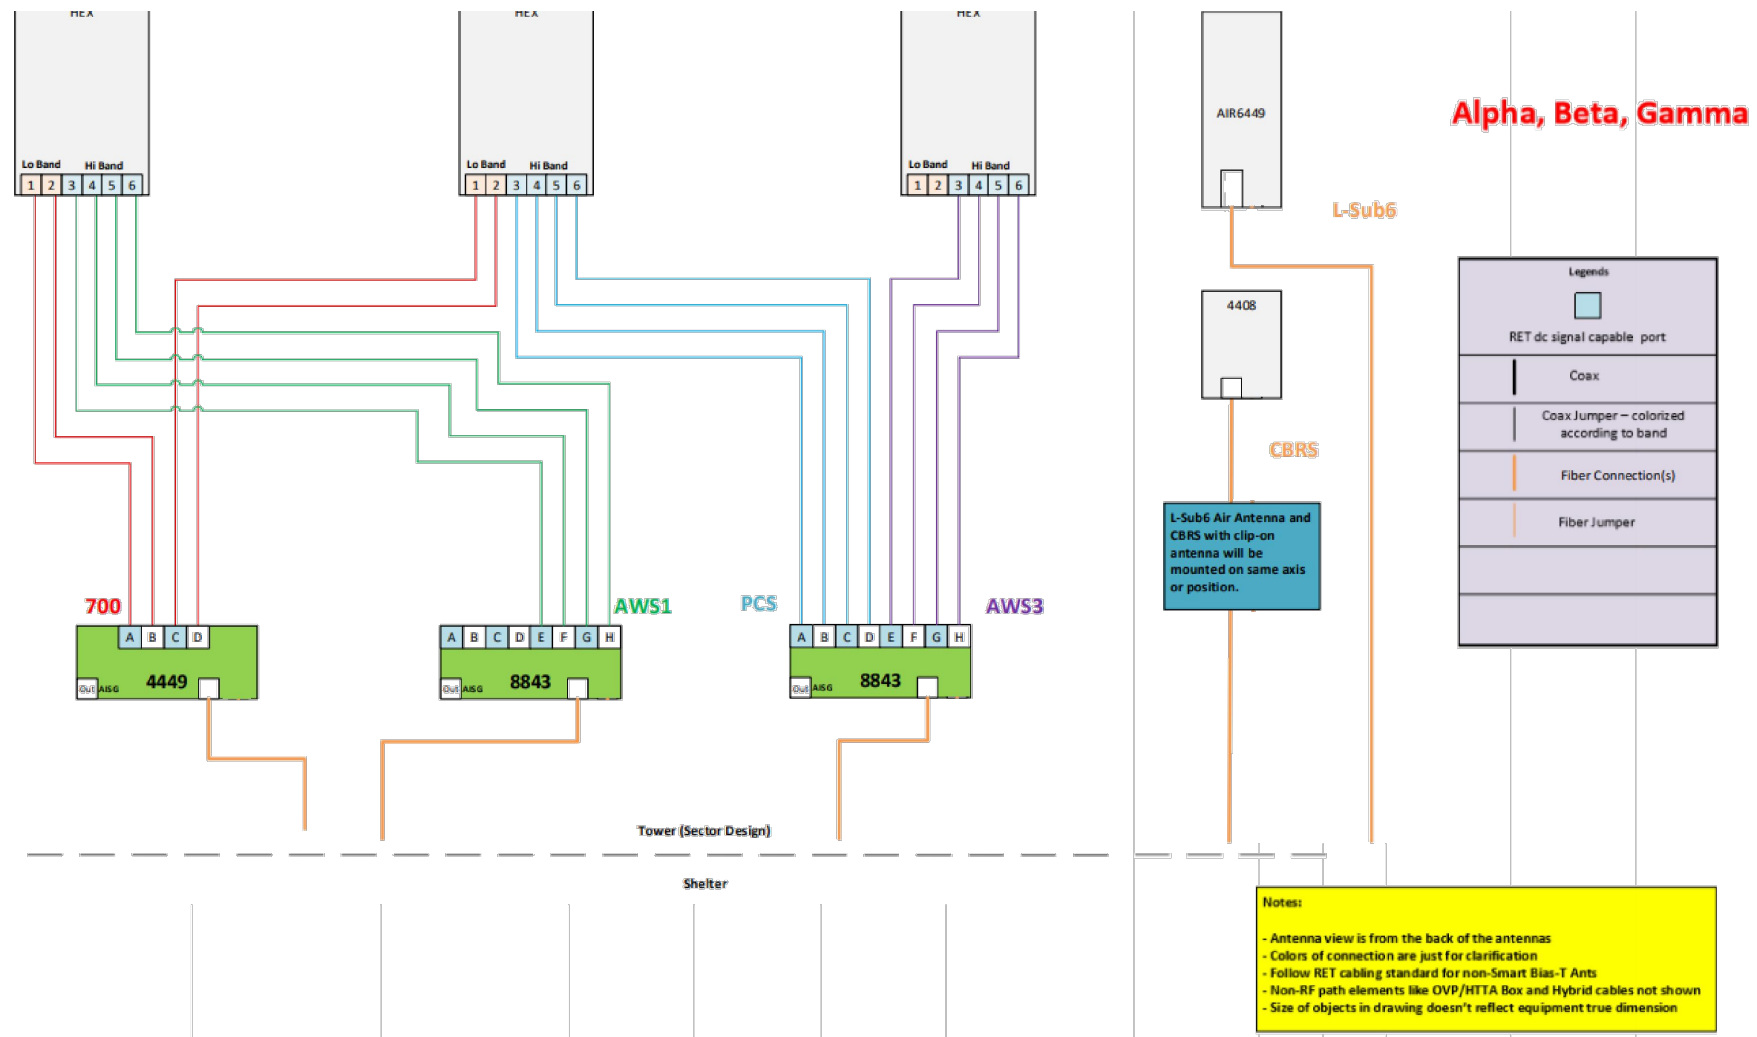 HEX
HEX
HEX
Lo Band Hi Band
1 2 3 4 5 6
Lo Band Hi Band
1 2 3 4 5 6
Lo Band Hi Band
1 2 3 4 5 6
AIR6449
Alpha, Beta, Gamma
L-Sub6
4408
CBRS
L-Sub6 Air Antenna and
CBRS with clip-on
antenna will be
mounted on same axis
or position.
Legends
RET dc signal capable port
Coax
Coax Jumper – colorized
according to band
Fiber Connection(s)
Fiber Jumper
700
A B C D
Out AISG 4449
AWS1
A B C D E F G H
Out AISG 8843
PCS
AWS3
A B C D E F G H
Out AISG 8843
Tower (Sector Design)
Shelter
Notes:
- Antenna view is from the back of the antennas
- Colors of connection are just for clarification
- Follow RET cabling standard for non-Smart Bias-T Ants
- Non-RF path elements like OVP/HTTA Box and Hybrid cables not shown
- Size of objects in drawing doesn't reflect equipment true dimension